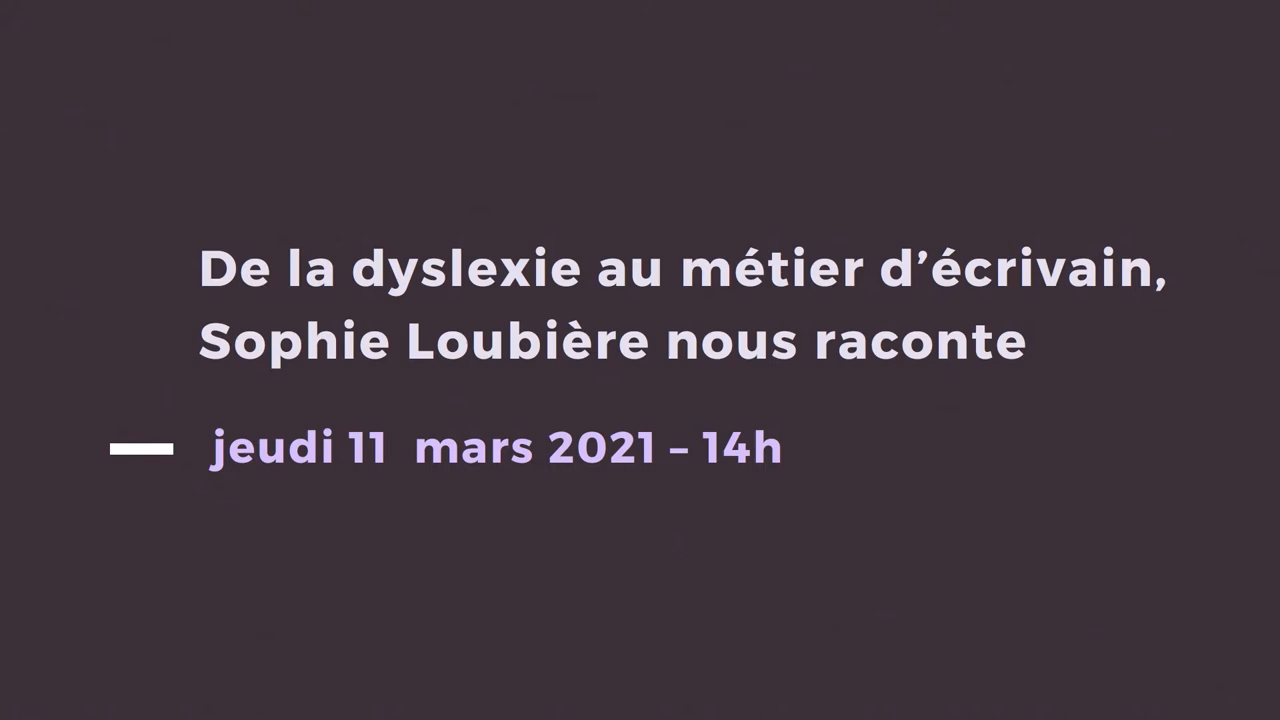 De la dyslexie au métier d’écrivain,
Sophie Loubière nous raconte
jeudi 11 mars 2021 – 14h